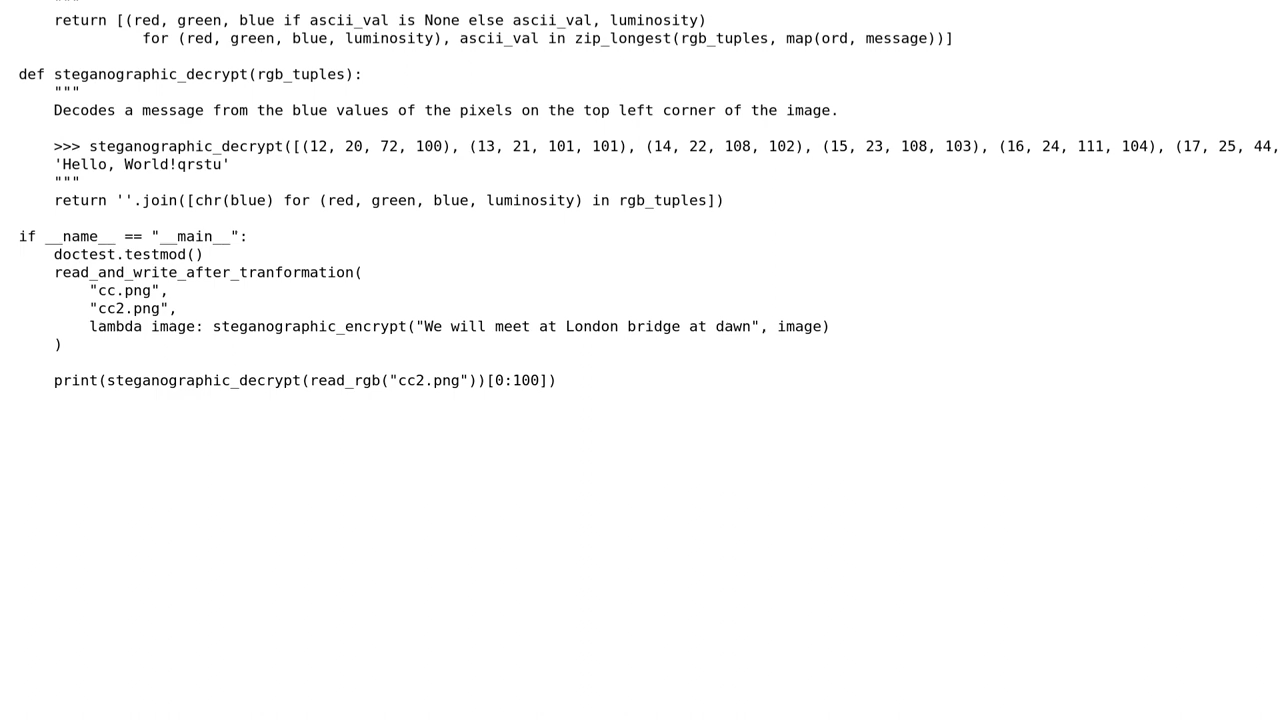 """
    return [(red, green, blue if ascii_val is None else ascii_val, luminosity)
              for (red, green, blue, luminosity), ascii_val in zip_longest(rgb_tuples, map(ord, message))]
def steganographic_decrypt(rgb_tuples):
    """
    Decodes a message from the blue values of the pixels on the top left corner of the image.
    >>> steganographic_decrypt([(12, 20, 72, 100), (13, 21, 101, 101), (14, 22, 108, 102), (15, 23, 108, 103), (16, 24, 111, 104), (17, 25, 44,
    'Hello, World!qrstu'
    """
    return ''.join([chr(blue) for (red, green, blue, luminosity) in rgb_tuples])
if __name__ == "__main__":
    doctest.testmod()
    read_and_write_after_tranformation(
        "cc.png",
        "cc2.png",
        lambda image: steganographic_encrypt("We will meet at London bridge at dawn", image)
    )
    print(steganographic_decrypt(read_rgb("cc2.png"))[0:100])